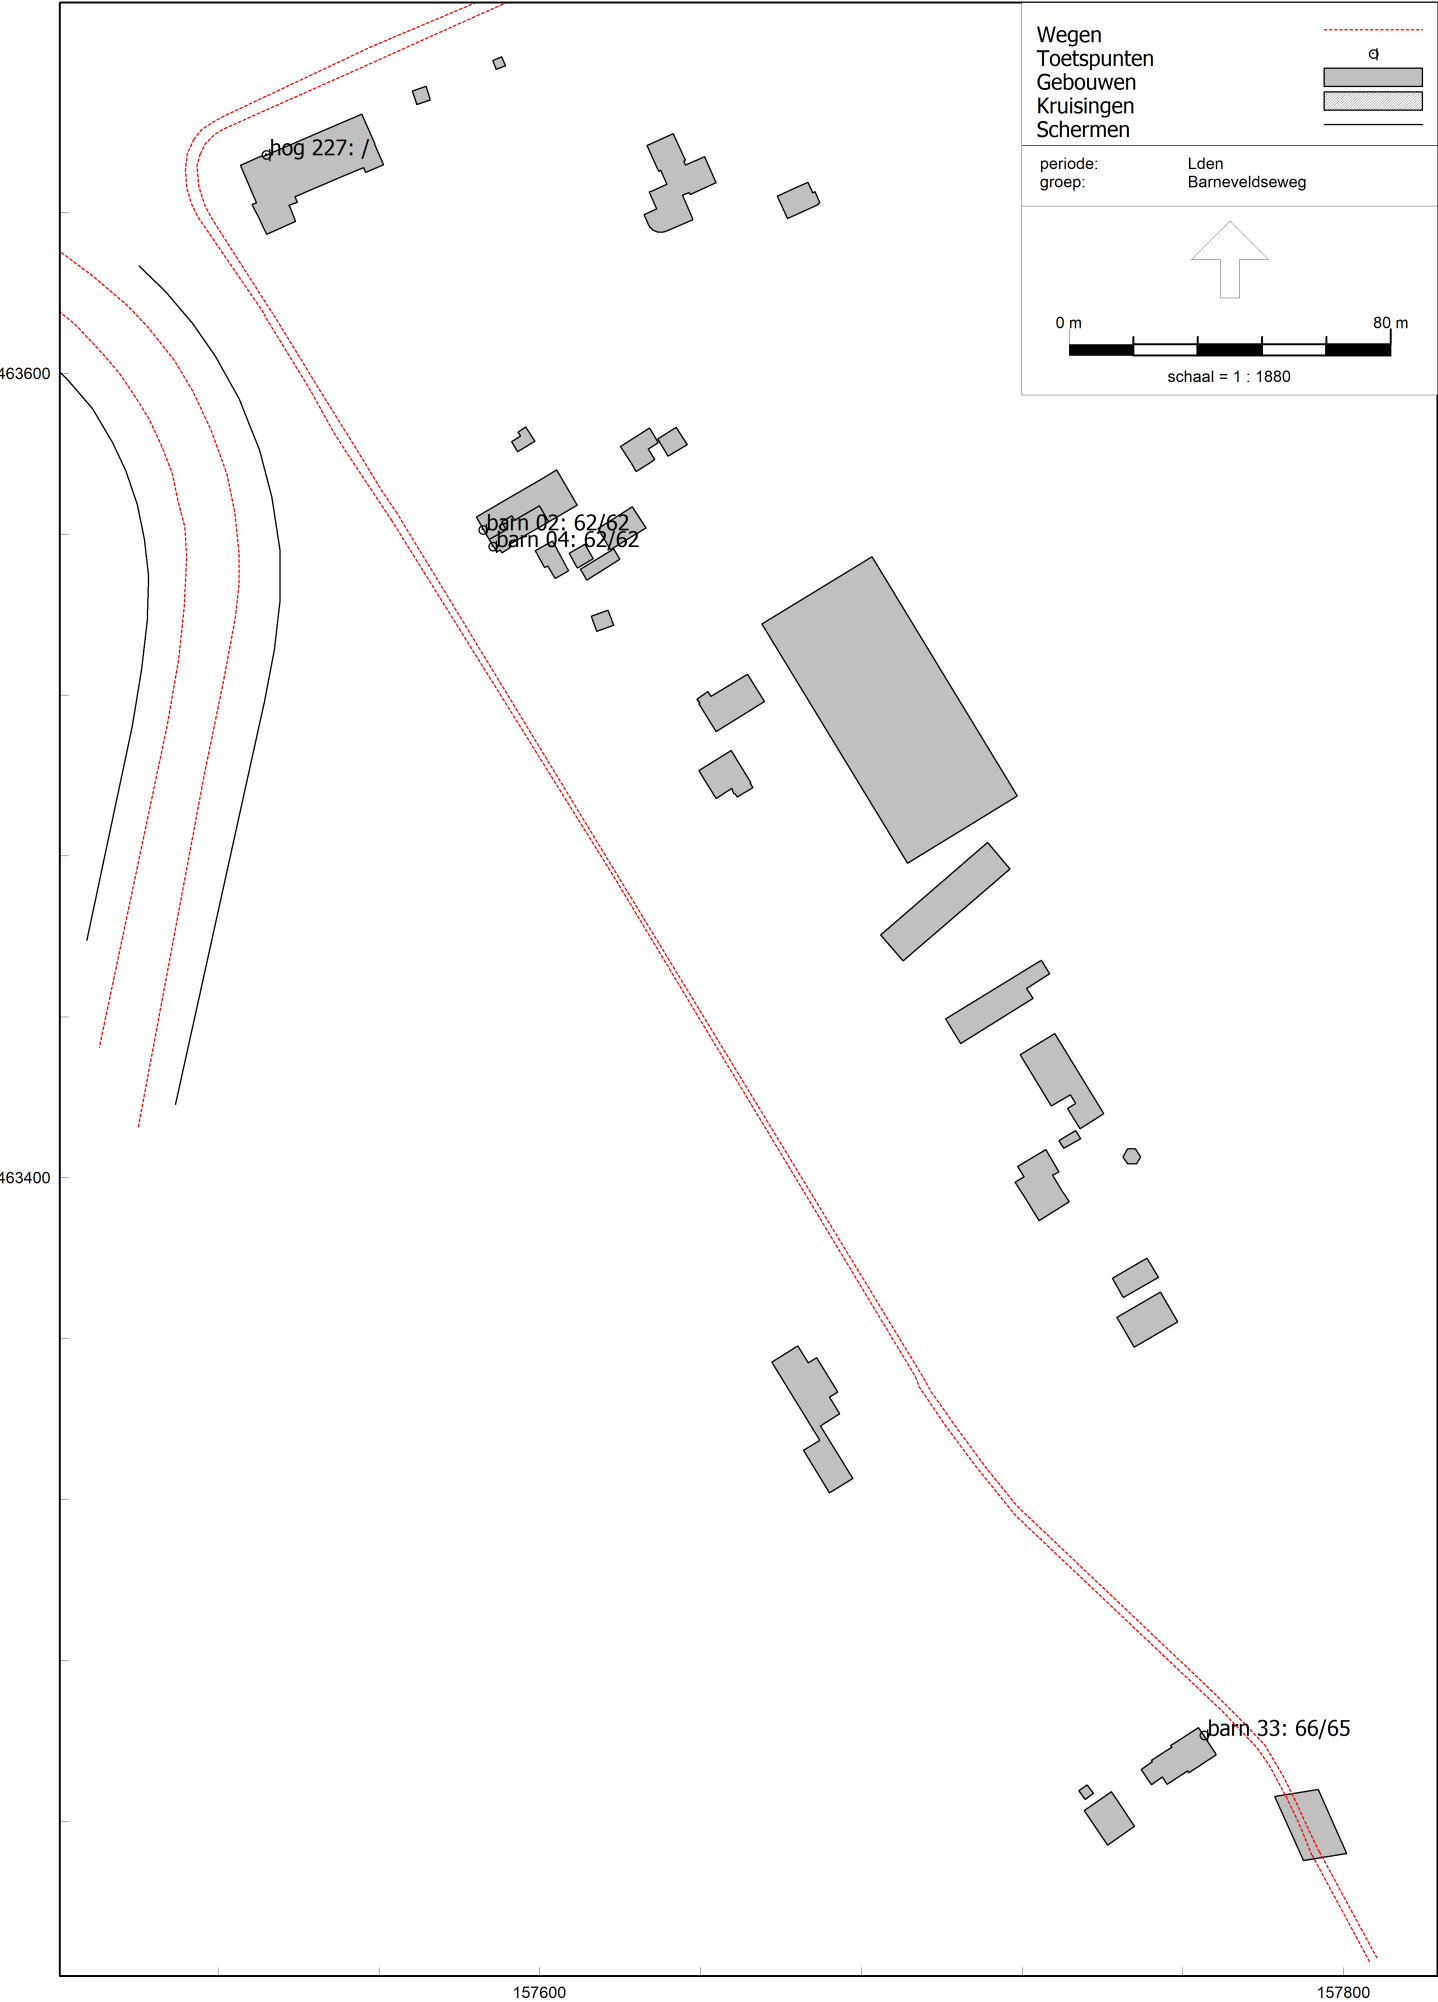 Wegen
Toetspunten
Gebouwen
Kruisingen
Schermen
periode: Lden
groep: Barneveldseweg
0 m 80 m
schaal = 1 : 1880
hog 227: /
463600
barn 02: 62/62
barn 04: 62/62
463400
barn 33: 66/65
157600 157800